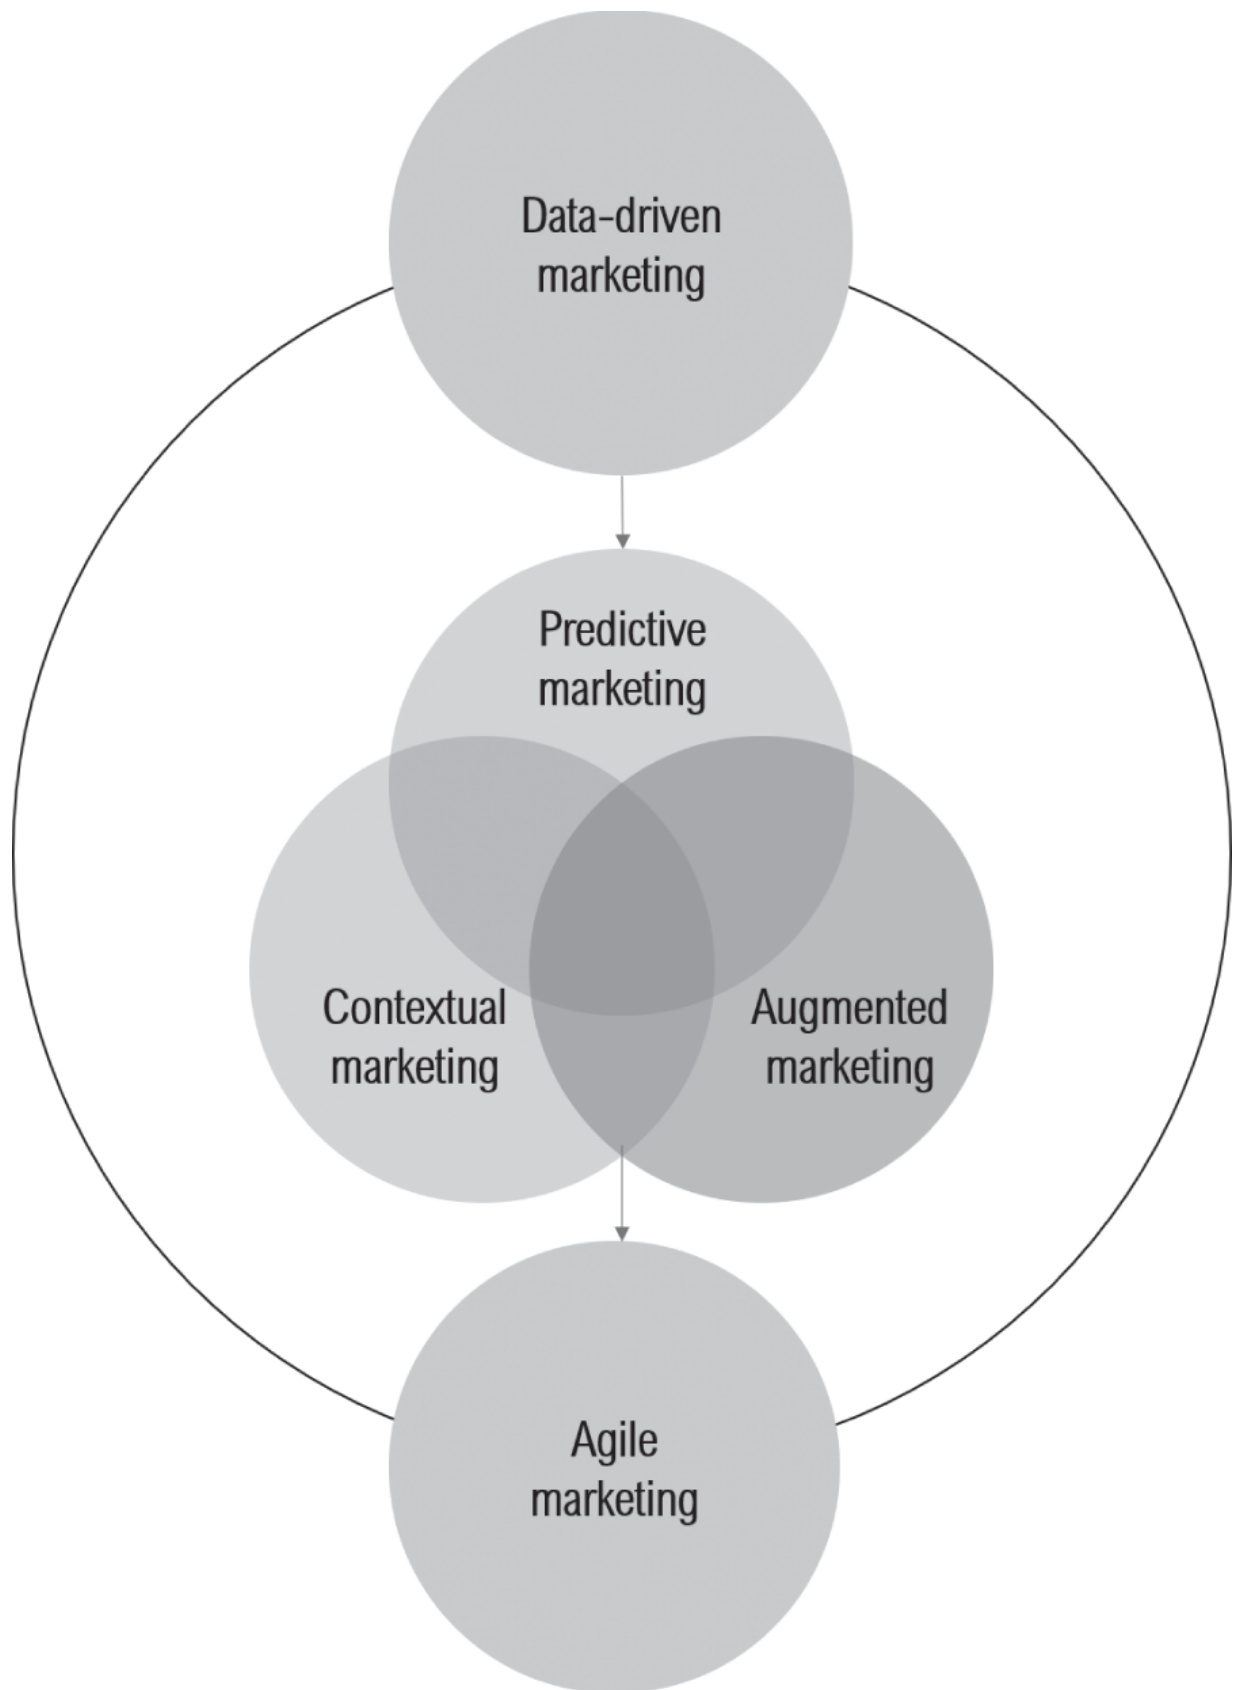 Data-driven
marketing
Predictive
marketing
Contextual
marketing
Augmented
marketing
Agile
marketing